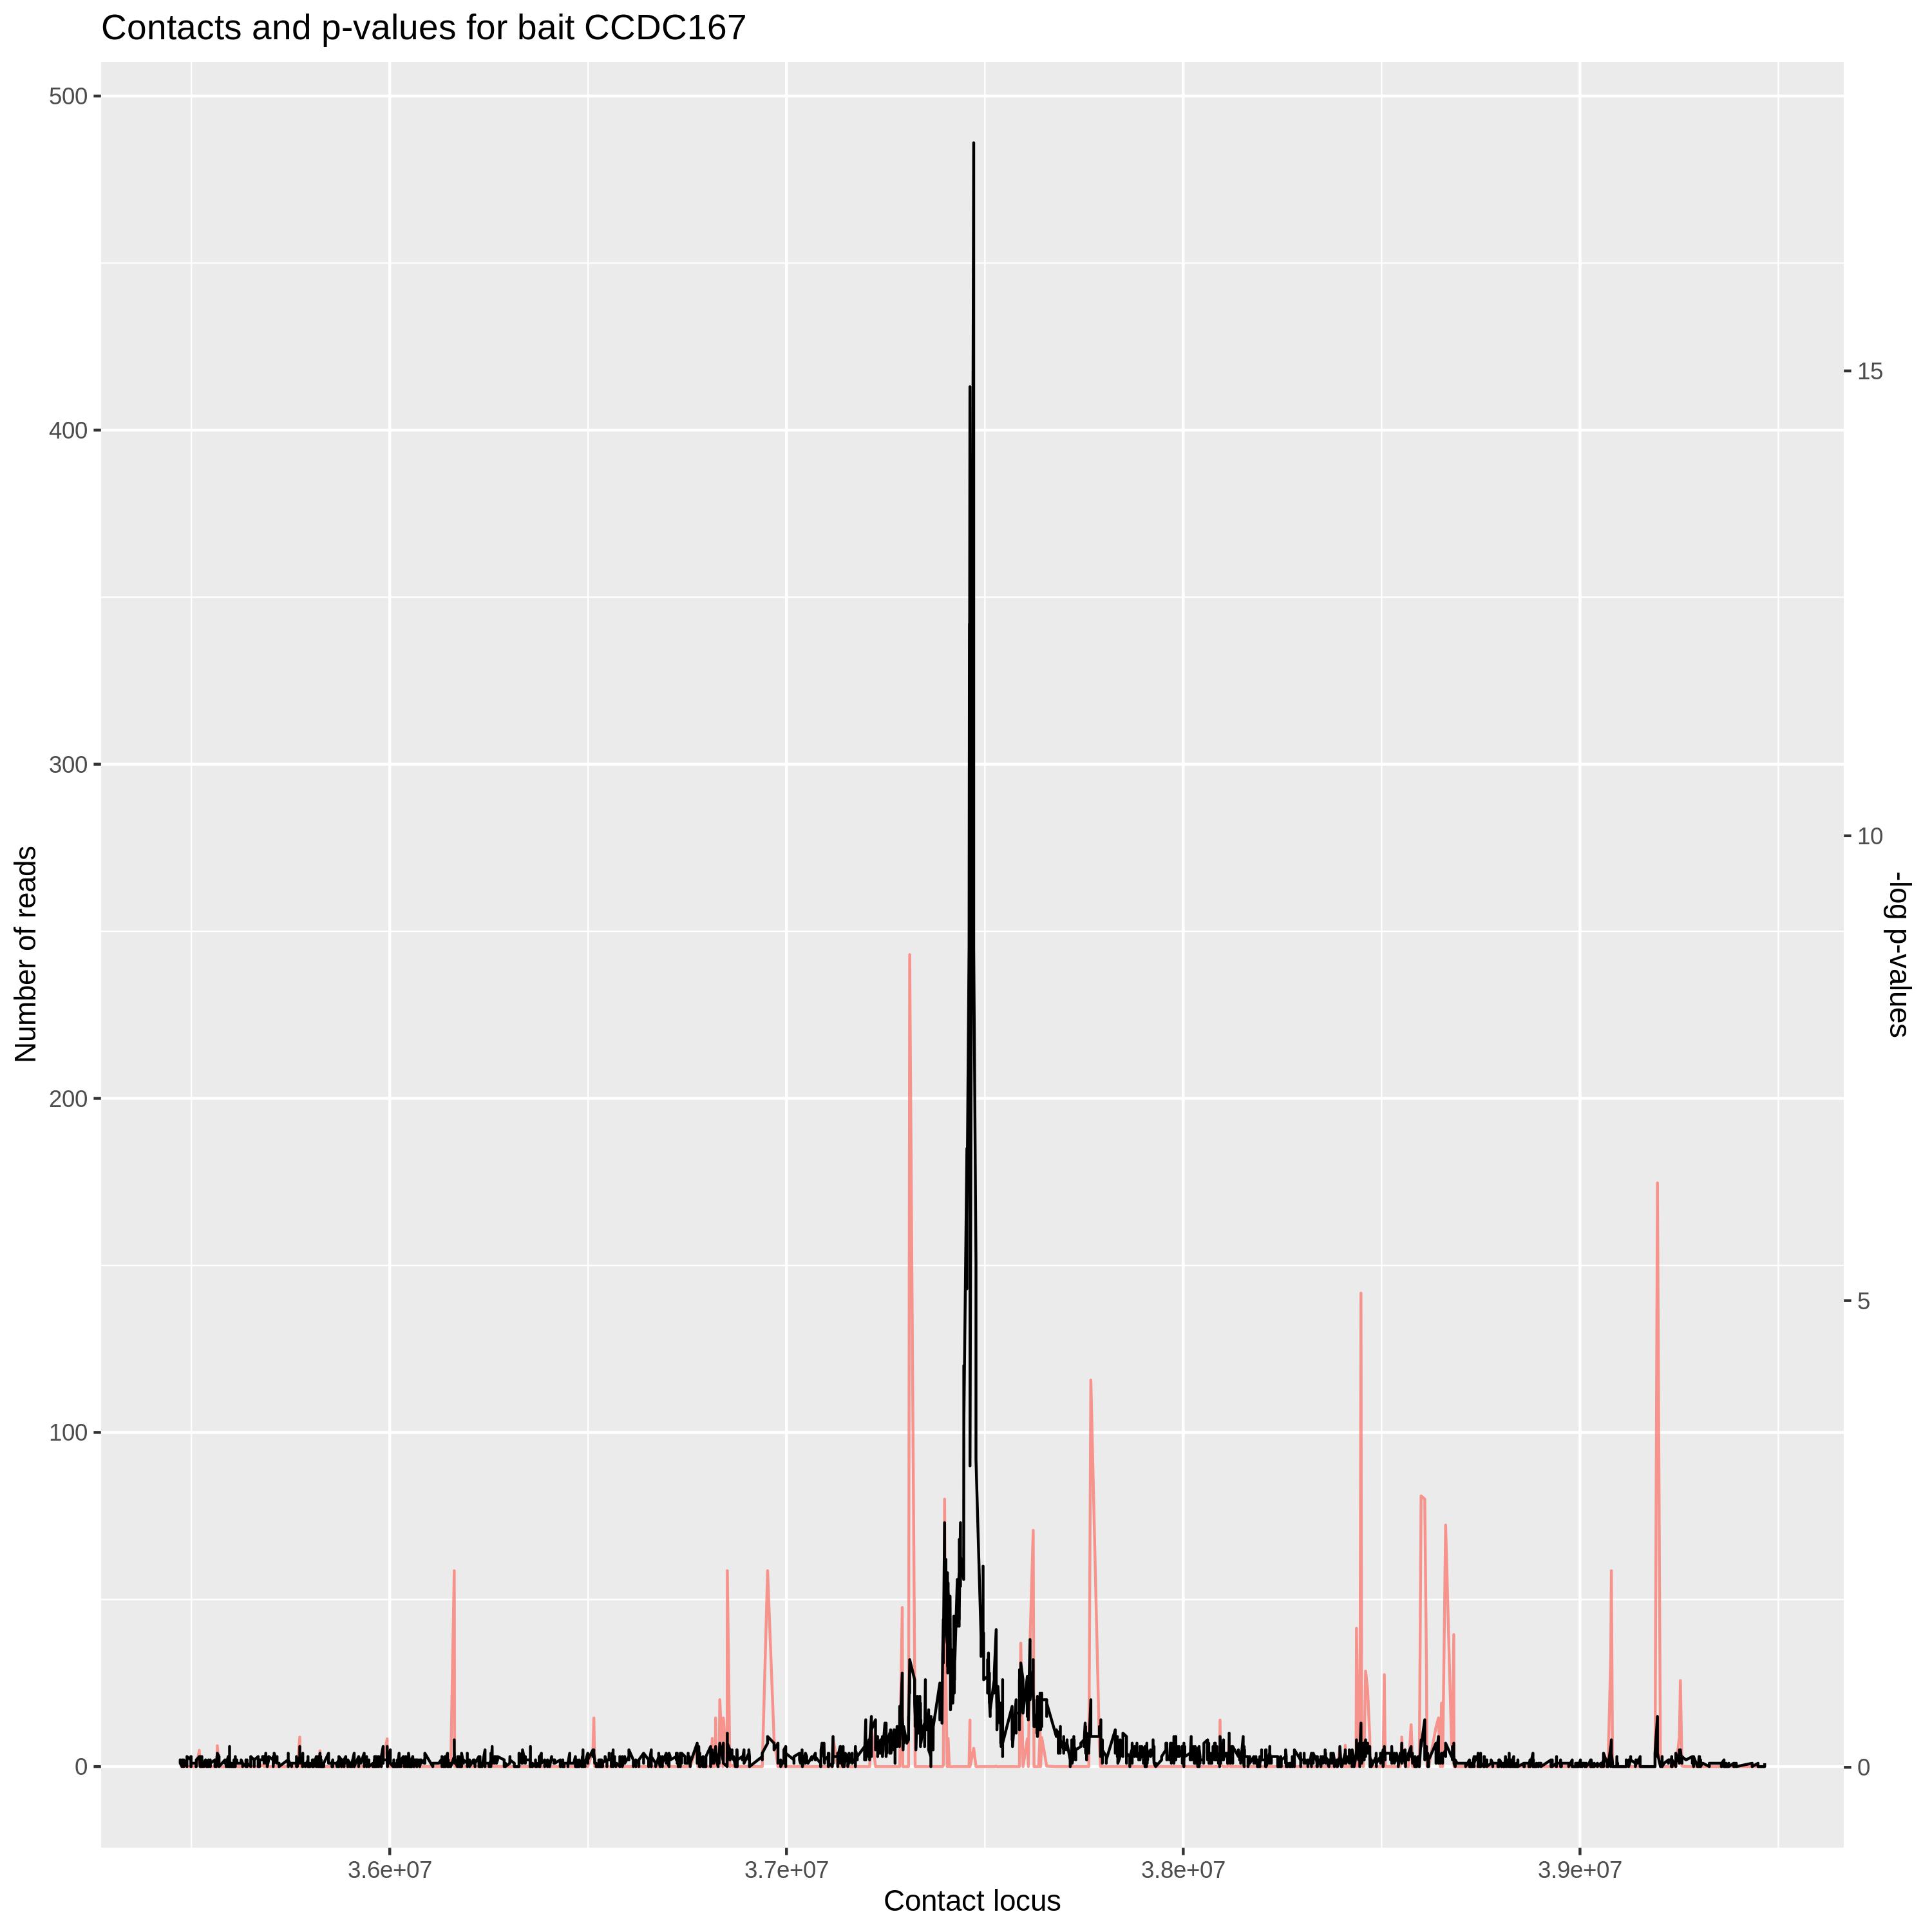 Contacts and p-values for bait CCDC167
500
400
300
200
100
0
Number of reads
15
10
5
0
-log p-values
3.6e+07
3.7e+07
3.8e+07
3.9e+07
Contact locus